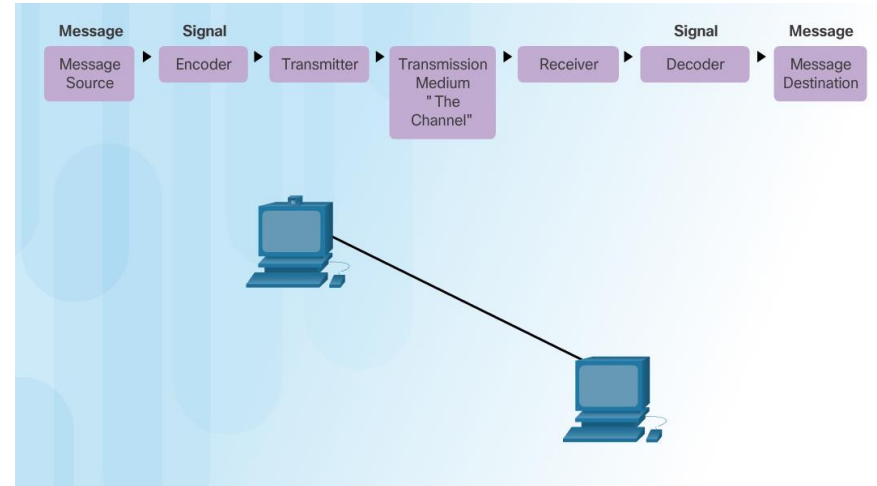 Message Signal Signal Message
Message
Source
Encoder
Transmitter
Transmission
Medium
" The
Channel"
Receiver
Decoder
Message
Destination